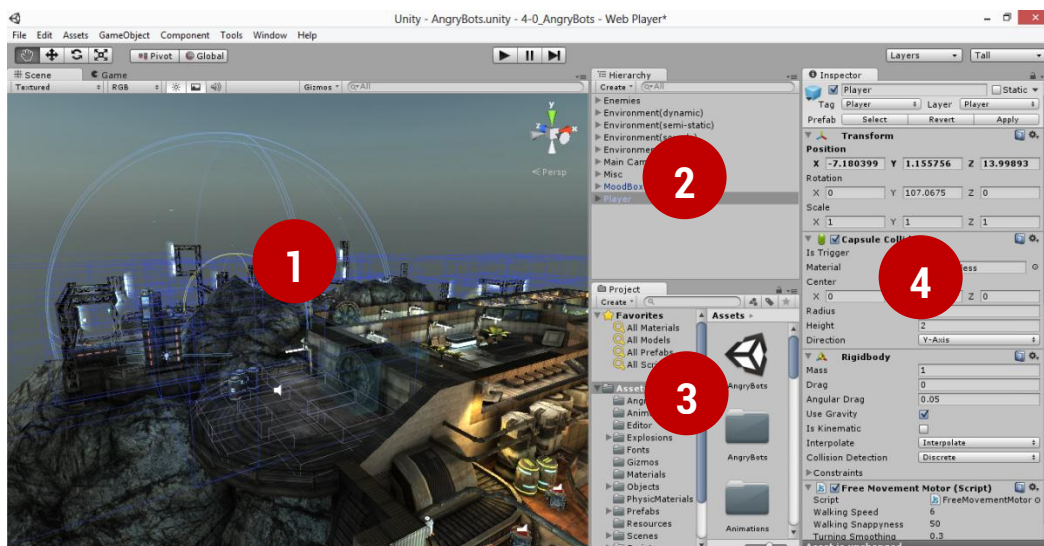 Unity - AngryBots.unity - 4-0_AngryBots - Web Player*
File Edit Assets GameObject Component Tools Window Help
Pivot Global
Layers Tall
Scene Game
Textured RGB Gizmos All
y
z x
Persp
1
Hierarchy
Create All
Enemies
Environment(dynamic)
Environment(semi-static)
Main
Misc
MoodBox
Player
2
Project
Create
Favorites
All Materials
All Models
All Prefabs
Assets
Editor
Explosions
Fonts
Gizmos
Materials
Objects
PhysicMaterials
Prefabs
Resources
Scenes
Assets
AngryBots
AngryBots
Animations
3
Inspector
Player Static
Tag Player Layer Player
Prefab Select Revert Apply
Transform
Position
X -7.180399 Y 1.155756 Z 13.99893
Rotation
X 0 Y 107.0675 Z 0
Scale
X 1 Y 1 Z 1
Capsule
Is Trigger
Material
Center
X 0 Z 0
Radius
Height 2
Direction Y-Axis
4
Rigidbody
Mass 1
Drag 0
Angular Drag 0.05
Use Gravity
Is Kinematic
Interpolate Interpolate
Collision Detection Discrete
Constraints
Free Movement Motor (Script)
Script FreeMovementMotor
Walking Speed 6
Walking Snappyness 50
Turning Smoothing 0.3